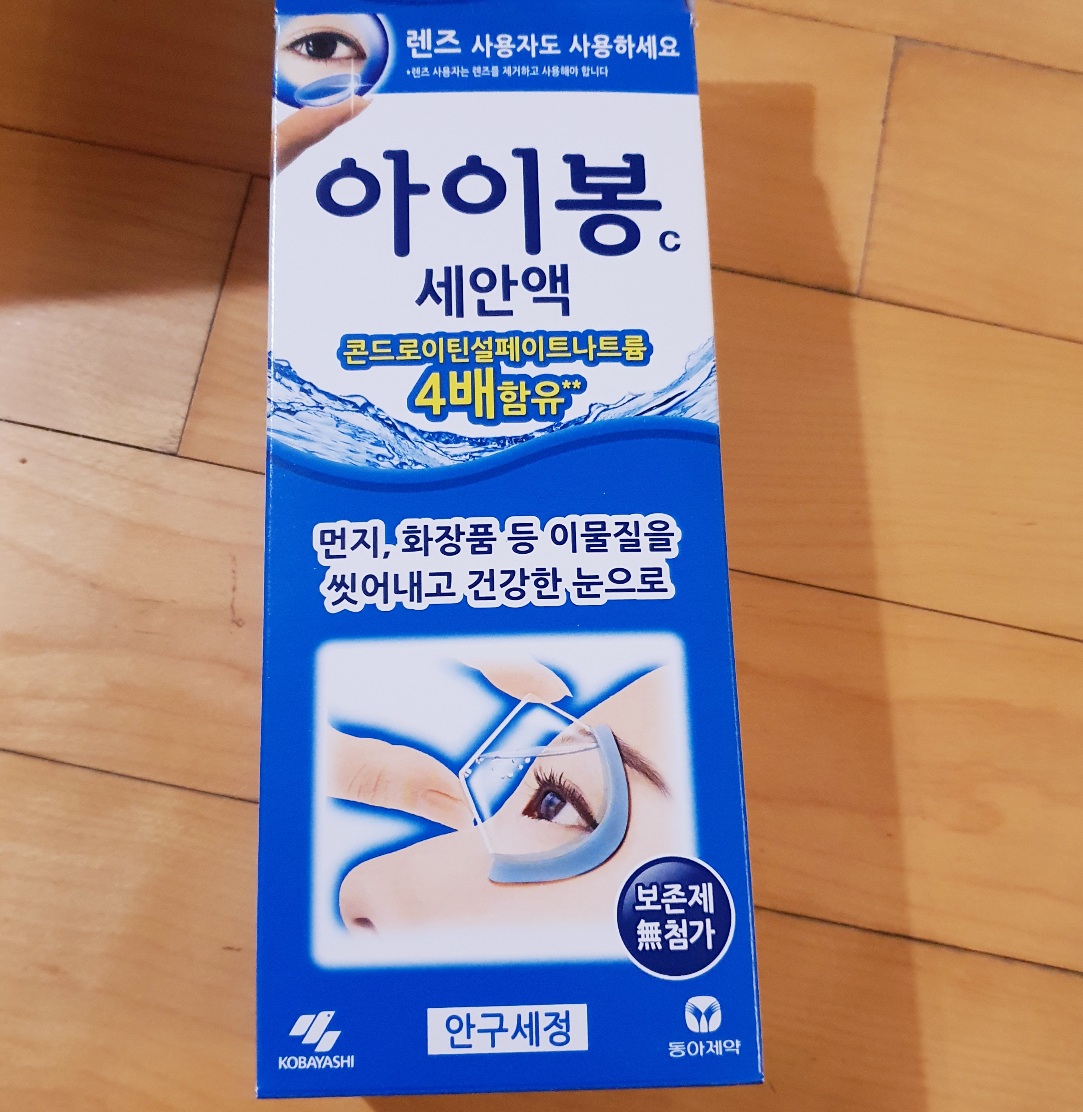 렌즈 사용자도 사용하세요
*렌즈 사용자는 렌즈를 제거하고 사용해야 합니다
아이봉 c
세안액
콘드로이틴설페이트나트륨
4배함유**
먼지, 화장품 등 이물질을
씻어내고 건강한 눈으로
보존제
無첨가
KOBAYASHI
안구세정
동아제약